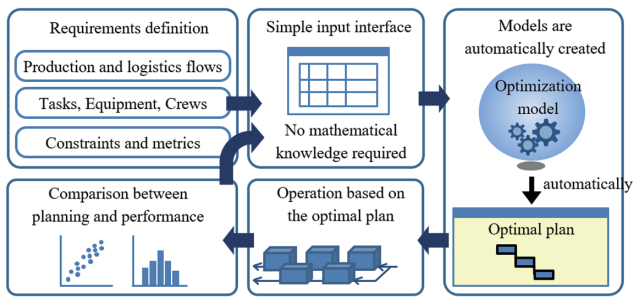 Requirements definition
Production and logistics flows
Tasks, Equipment, Crews
Constraints and metrics
Simple input interface
No mathematical
knowledge required
Models are
automatically created
Optimization
model
automatically
Optimal plan
Operation based on
the optimal plan
Comparison between
planning and performance